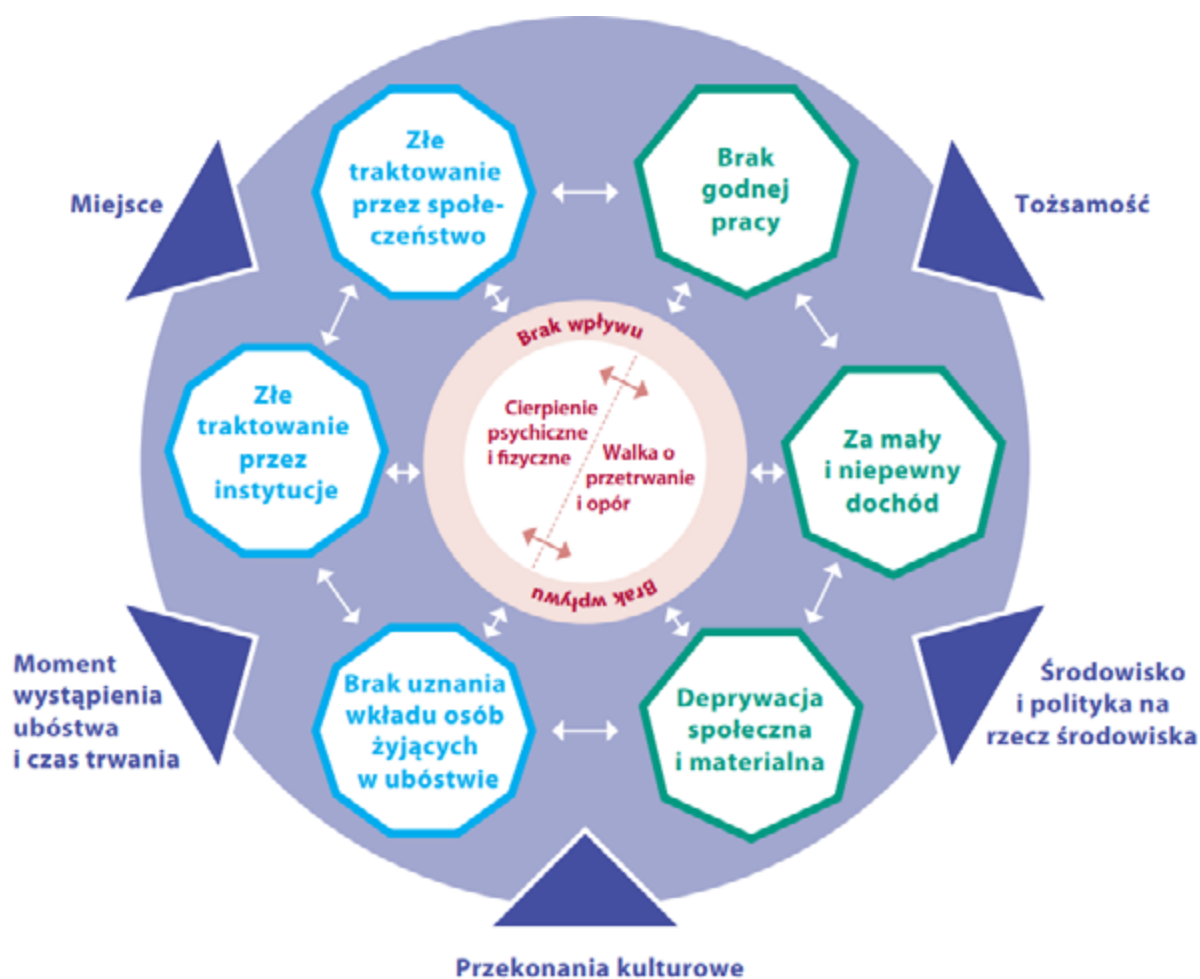 Złe
traktowanie
przez społe-
czeństwo
Brak
godnej
pracy
Miejsce
Tożsamość
Brak wpływu
Cierpienie
psychiczne
i fizyczne
Walka o
przetrwanie
i opór
Brak wpływu
Złe
traktowanie
przez
instytucje
Za mały
i niepewny
dochód
Moment
wystąpienia
ubóstwa
i czas trwania
Brak uznania
wkładu osób
żyjących
w ubóstwie
Deprywacja
społeczna
i materialna
Środowisko
i polityka na
rzecz środowiska
Przekonania kulturowe